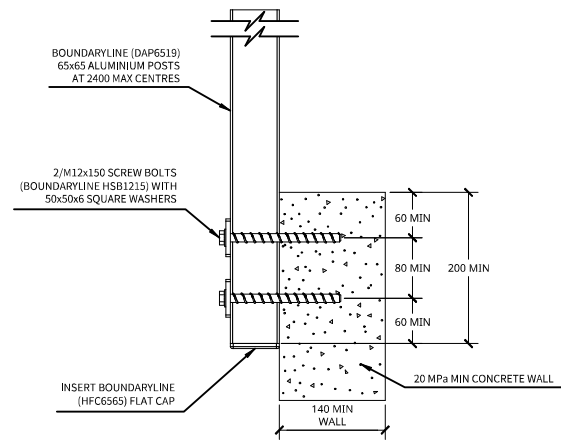 BOUNDARYLINE (DAP6519)
65x65 ALUMINIUM POSTS
AT 2400 MAX CENTRES
2/M12x150 SCREW BOLTS
(BOUNDARYLINE HSB1215) WITH
50x50x6 SQUARE WASHERS
60 MIN
80 MIN
200 MIN
60 MIN
20 MPa MIN CONCRETE WALL
INSERT BOUNDARYLINE
(HFC6565) FLAT CAP
140 MIN
WALL